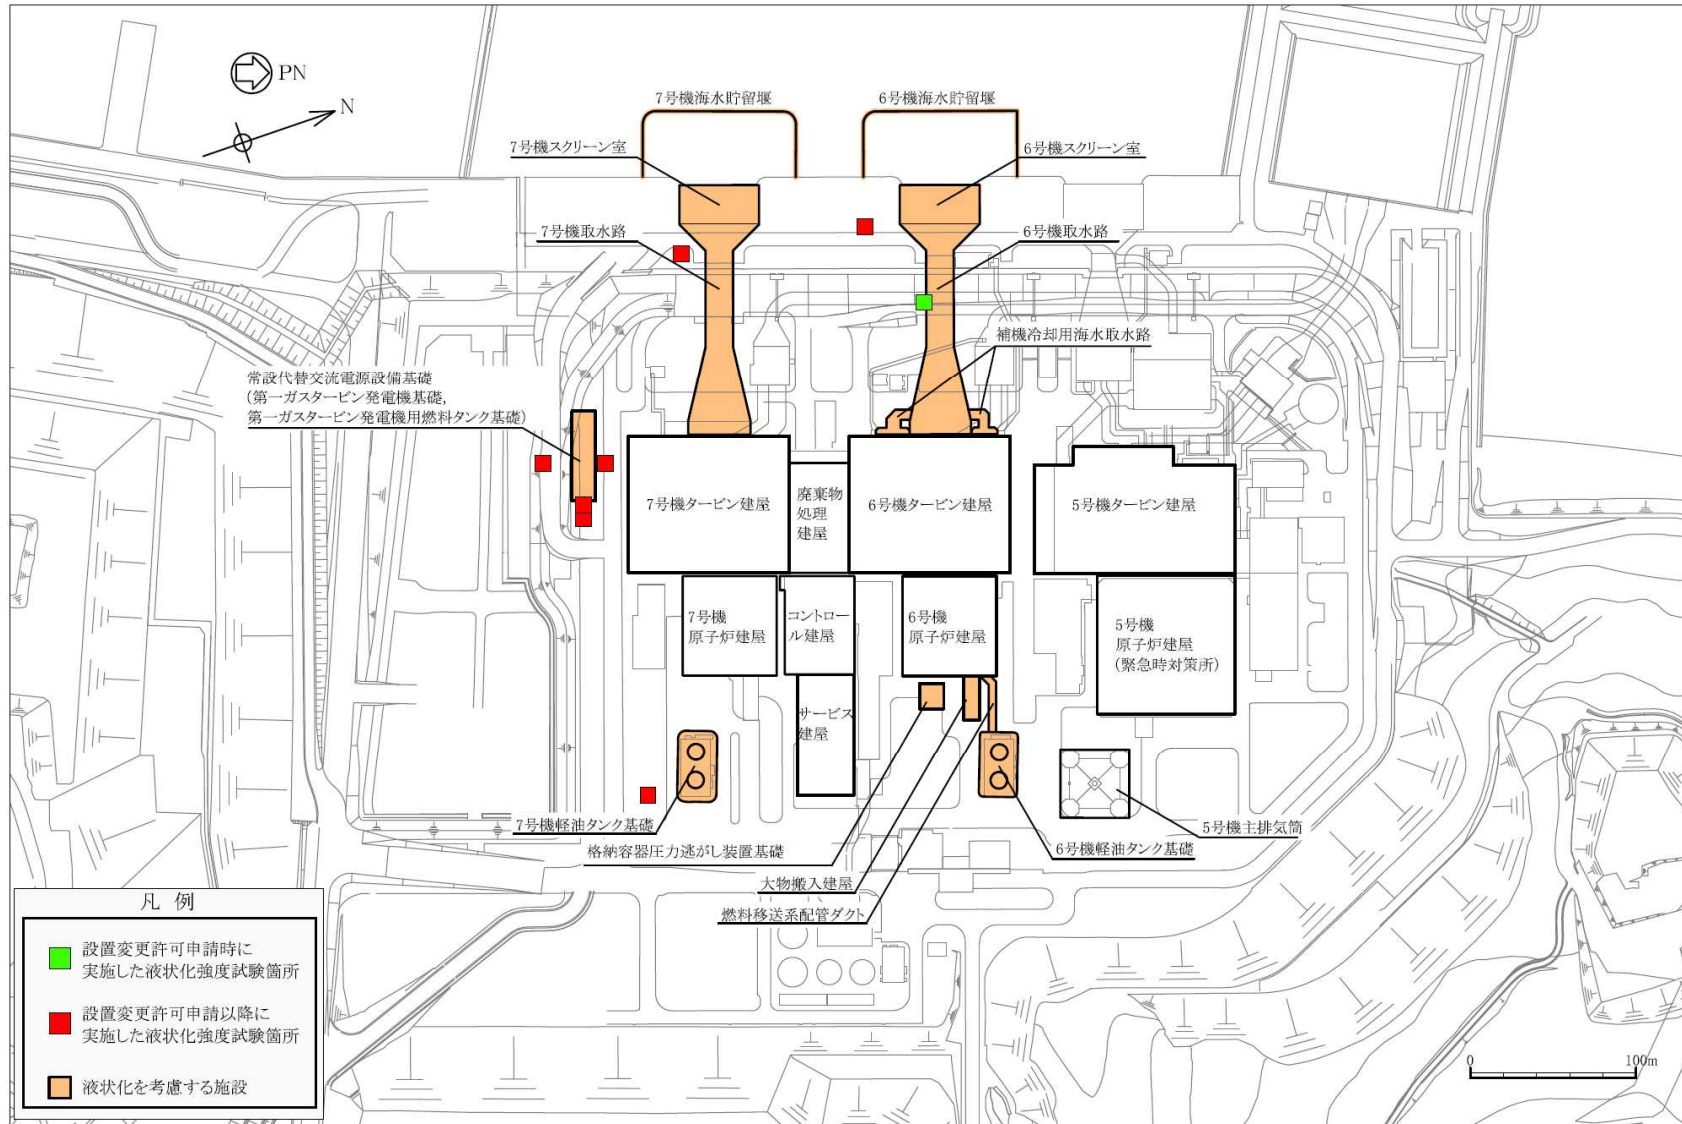 PN
N
7号機海水貯留堰
6号機海水貯留堰
7号機スクリーン室
6号機スクリーン室
7号機取水路
6号機取水路
補機冷却用海水取水路
常設代替交流電源設備基礎
(第一ガスタービン発電機基礎,
第一ガスタービン発電機用燃料タンク基礎)
7号機タービン建屋
廃棄物
処理
建屋
6号機タービン建屋
5号機タービン建屋
7号機
原子炉建屋
コントロー
ル建屋
6号機
原子炉建屋
5号機
原子炉建屋
(緊急時対策所)
サービス
建屋
7号機軽油タンク基礎
格納容器圧力逃がし装置基礎
大物搬入建屋
燃料移送系配管ダクト
6号機軽油タンク基礎
5号機主排気筒
凡 例
設置変更許可申請時に
実施した液状化強度試験箇所
設置変更許可申請以降に
実施した液状化強度試験箇所
液状化を考慮する施設
0 100m